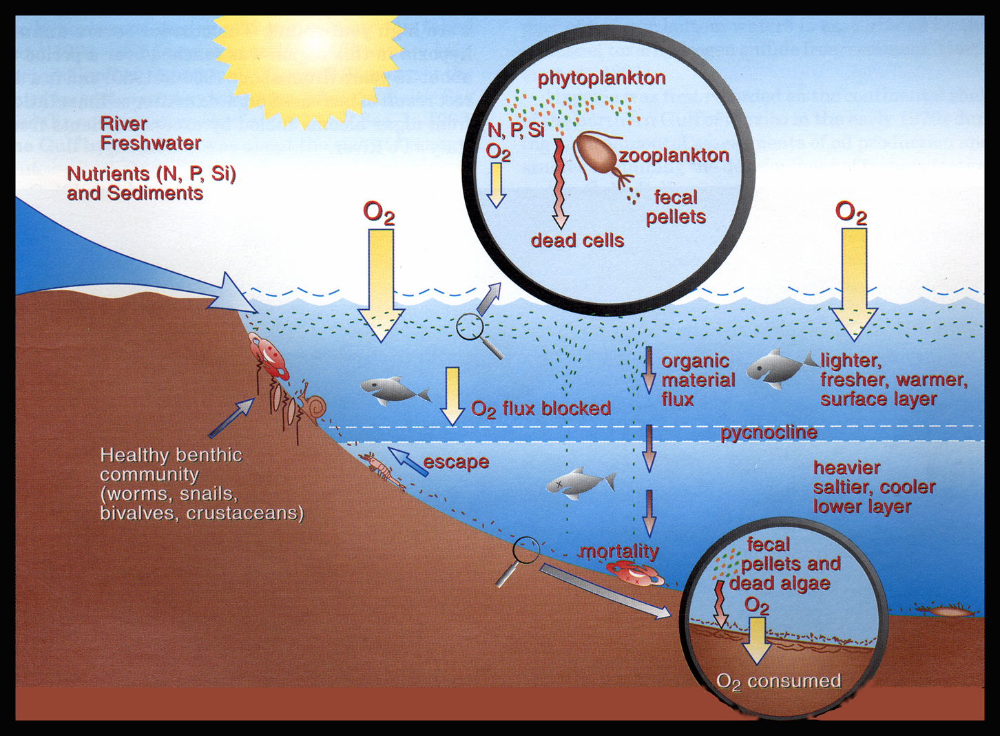 River
Freshwater
Nutrients (N, P, Si)
and Sediments
O2
phytoplankton
N, P, Si
O2
zooplankton
fecal
pellets
dead cells
O2
organic
material
flux
lighter,
fresher, warmer,
surface layer
O2 flux blocked
pycnocline
Healthy benthic
community
(worms, snails,
bivalves, crustaceans)
escape
heavier
saltier, cooler
lower layer
mortality
fecal
pellets and
dead algae
O2
O2 consumed